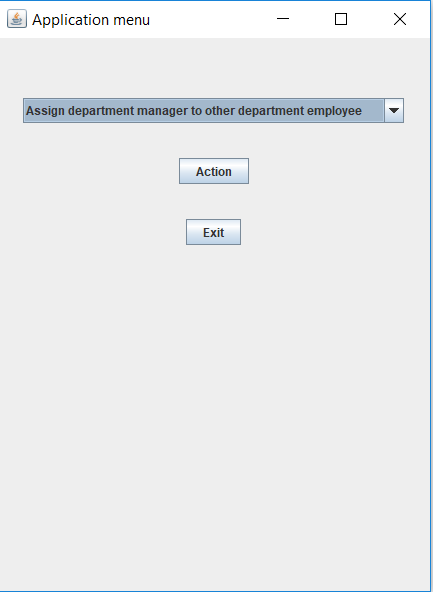 Application menu
Assign department manager to other department employee
Action
Exit